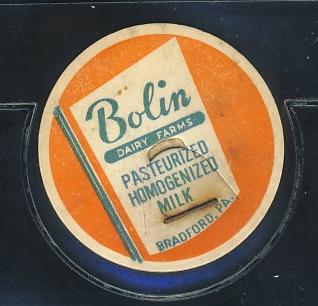 Bolin
DAIRY FARMS
PASTEURIZED
HOMOGENIZED
MILK
BRADFORD, PA.